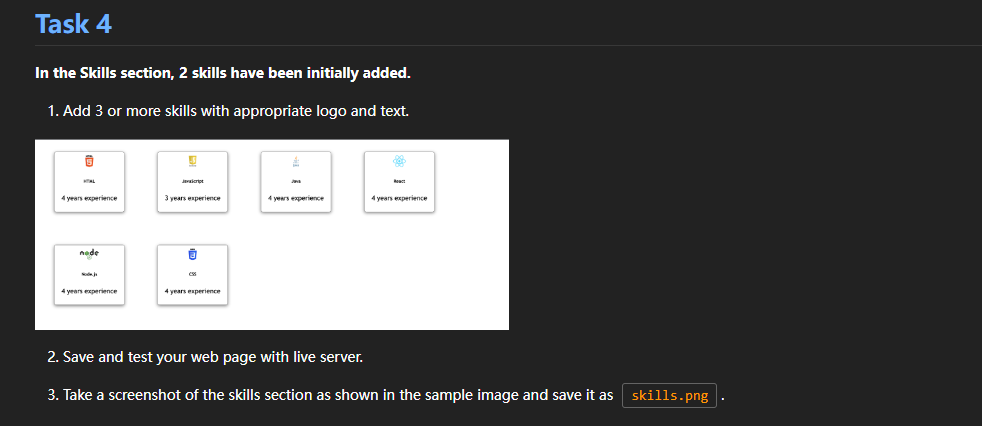 Task 4
In the Skills section, 2 skills have been initially added.
1. Add 3 or more skills with appropriate logo and text.
HTML
JavaScript
Java
React
4 years experience
3 years experience
4 years experience
4 years experience
node
Node.js
CSS
4 years experience
4 years experience
2. Save and test your web page with live server.
3. Take a screenshot of the skills section as shown in the sample image and save it as skills.png .